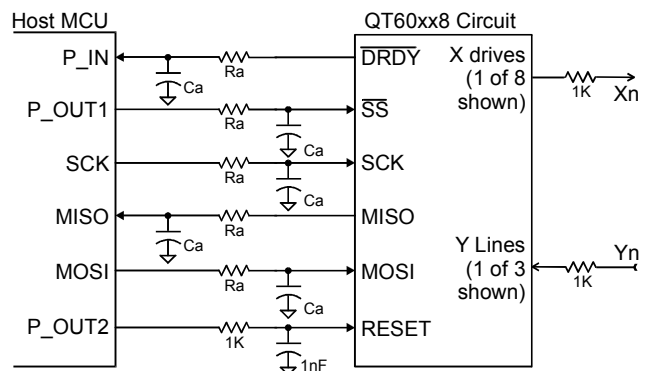 Host MCU
QT60xx8 Circuit
P_IN
Ca
Ra
DRDY
X drives
(1 of 8
shown)
1K
Xn
P_OUT1
Ra
Ca
SS
SCK
Ra
Ca
SCK
MISO
Ca
Ra
MISO
Y Lines
(1 of 3
shown)
Yn
1K
MOSI
Ra
Ca
MOSI
P_OUT2
1K
1nF
RESET